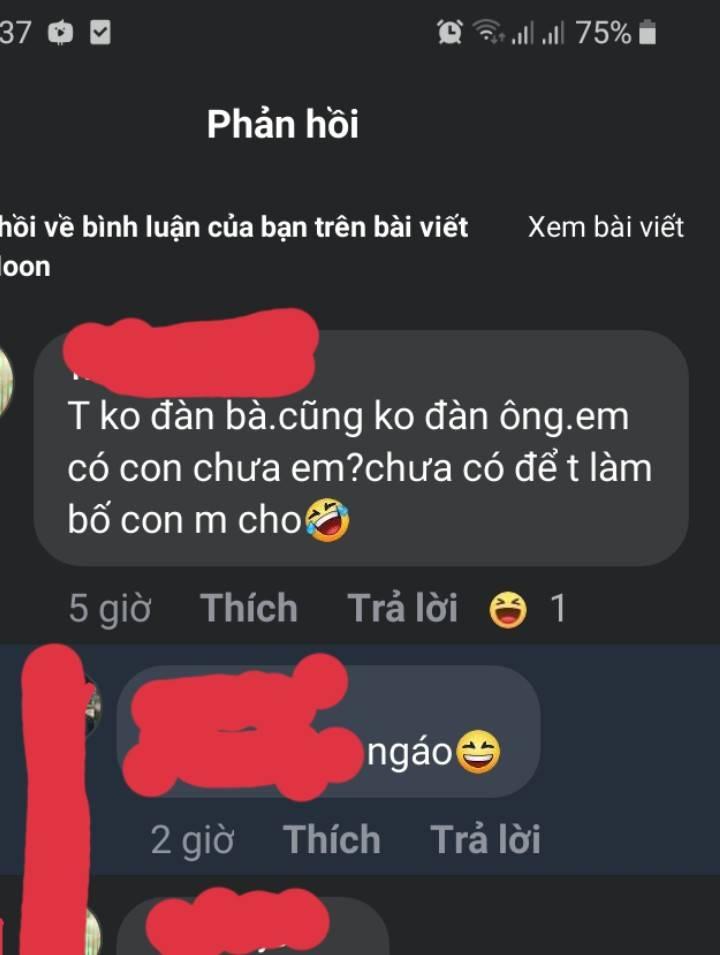 37
75%
Phản hồi
hồi về bình luận của bạn trên bài viết
Xem bài viết
loon
T ko đàn bà.cũng ko đàn ông.em
có con chưa em?chưa có để t làm
bố con m cho🤣
5 giờ Thích Trả lời 😆 1
ngáo😆
2 giờ Thích Trả lời